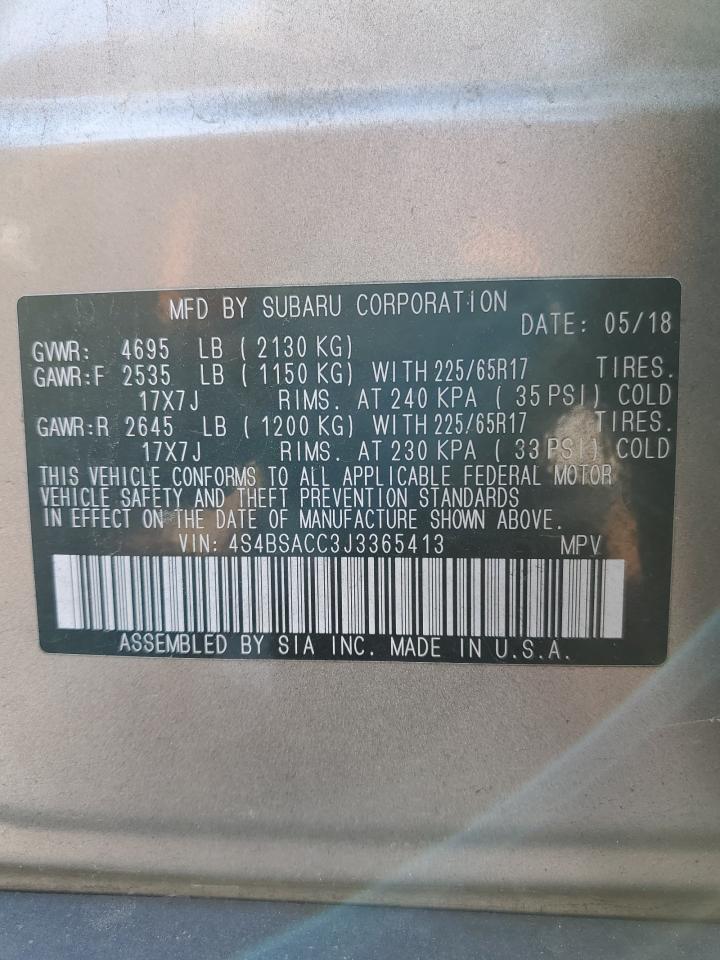 MFD BY SUBARU CORPORATION DATE: 05/18
GVWR: 4695 LB ( 2130 KG)
GAWR:F 2535 LB ( 1150 KG) WITH 225/65R17 TIRES.
17X7J RIMS. AT 240 KPA ( 35 PSI) COLD
GAWR:R 2645 LB ( 1200 KG) WITH 225/65R17 TIRES.
17X7J RIMS. AT 230 KPA ( 33 PSI) COLD
THIS VEHICLE CONFORMS TO ALL APPLICABLE FEDERAL MOTOR
VEHICLE SAFETY AND THEFT PREVENTION STANDARDS
IN EFFECT ON THE DATE OF MANUFACTURE SHOWN ABOVE.
VIN: 4S4BSACC3J3365413 MPV
ASSEMBLED BY SIA INC. MADE IN U.S.A.